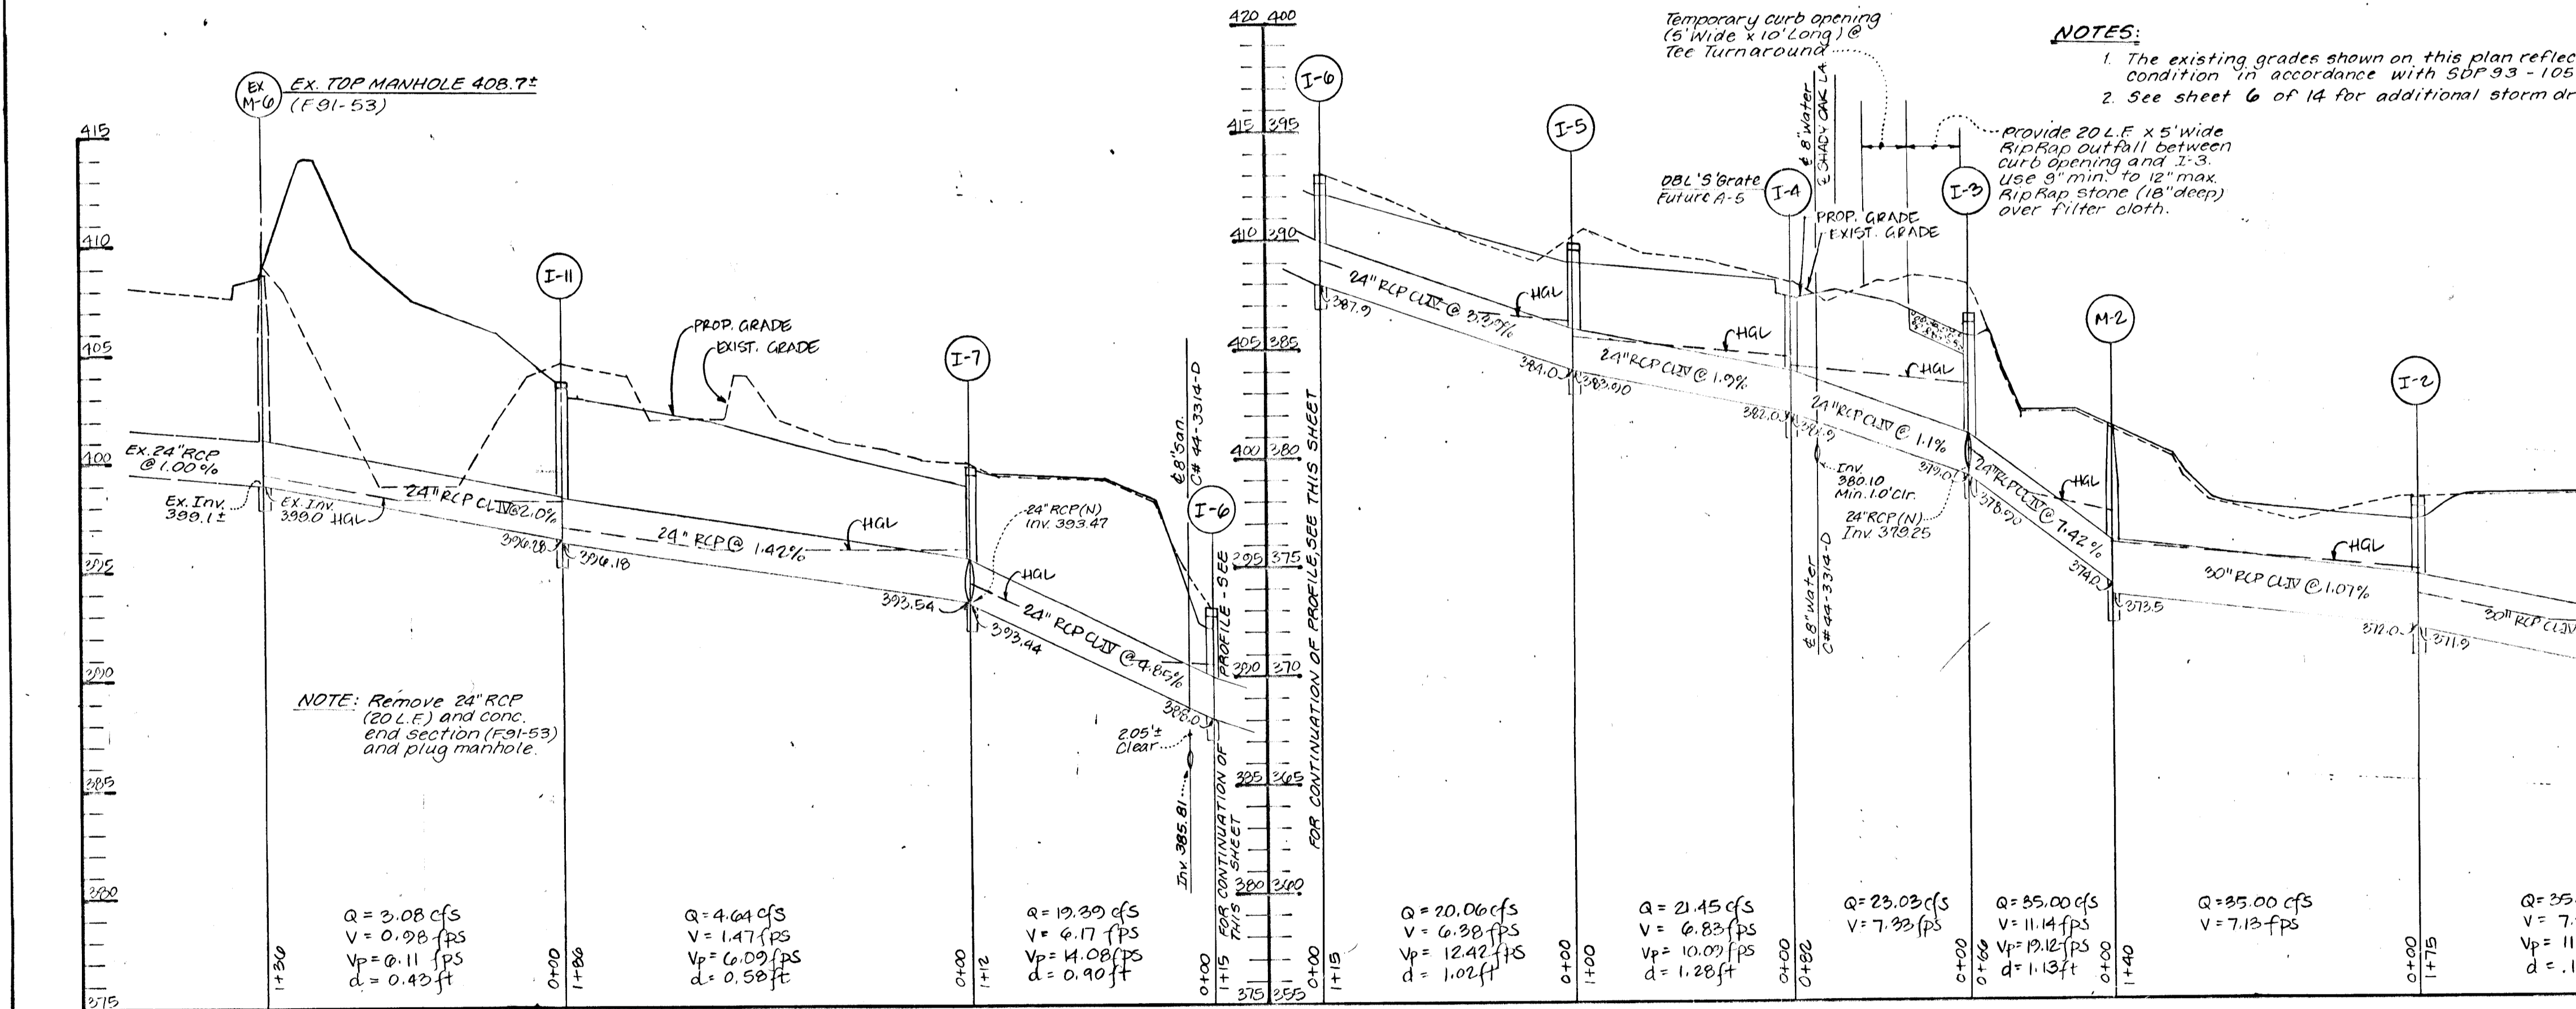 EX
M-6
EX. TOP MANHOLE 408.7±
(F91-53)
415
410
405
400
395
390
385
380
375
Ex. 24" RCP
@ 1.00%
Ex. Inv.
399.1±
Ex. Inv.
399.0
HGL
24" RCP CL IV @ 2.0%
I-11
396.28
396.18
PROP. GRADE
EXIST. GRADE
24" RCP @ 1.42%
HGL
I-7
24" RCP (N)
Inv. 393.47
HGL
393.54
393.44
24" RCP CL IV @ 4.85%
₵ 8" San.
C# 44-3314-D
I-6
388.0
2.05'±
Clear
Inv. 385.81
NOTE: Remove 24" RCP
(20 L.F.) and conc.
end section (F91-53)
and plug manhole.
FOR CONTINUATION OF PROFILE - SEE
THIS SHEET
Q = 3.08 cfs
V = 0.98 fps
Vp = 6.11 fps
d = 0.43 ft
Q = 4.64 cfs
V = 1.47 fps
Vp = 6.09 fps
d = 0.58 ft
Q = 19.39 cfs
V = 6.17 fps
Vp = 14.08 fps
d = 0.90 ft
1+36
0+00
1+86
0+00
1+12
0+00
1+15
420 400
415 395
410 390
405 385
400 380
395 375
390 370
385 365
380 360
375 355
FOR CONTINUATION OF PROFILE, SEE THIS SHEET
I-6
387.9
24" RCP CL IV @ 3.39%
HGL
I-5
384.0
383.90
24" RCP CL IV @ 1.9%
HGL
Temporary curb opening
(5' Wide x 10' Long) @
Tee Turnaround
DBL 'S' Grate
Future A-5
I-4
₵ 8" Water
₵ SHADY OAK LA.
PROP. GRADE
EXIST. GRADE
382.0
381.9
24" RCP CL IV @ 1.1%
HGL
Inv.
380.10
Min. 1.0' Clr.
₵ 8" Water
C# 44-3314-D
I-3
379.0
378.90
24" RCP (N)
Inv. 379.25
24" RCP CL IV @ 7.42%
HGL
Provide 20 L.F. x 5' wide
RipRap outfall between
curb opening and I-3.
Use 9" min. to 12" max.
RipRap stone (18" deep)
over filter cloth.
NOTES:
1. The existing grades shown on this plan reflec
condition in accordance with SDP 93-105
2. See sheet 6 of 14 for additional storm dr
M-2
374.0
373.5
30" RCP CL IV @ 1.07%
HGL
I-2
372.0
371.9
30" RCP CL IV
Q = 20.06 cfs
V = 6.38 fps
Vp = 12.42 fps
d = 1.02 ft
Q = 21.45 cfs
V = 6.83 fps
Vp = 10.09 fps
d = 1.28 ft
Q = 23.03 cfs
V = 7.33 fps
Q = 35.00 cfs
V = 11.14 fps
Vp = 19.12 fps
d = 1.13 ft
Q = 35.00 cfs
V = 7.13 fps
Q = 35.
V = 7.
Vp = 11
d = .1
0+00
1+15
0+00
1+00
0+00
0+82
0+00
0+66
0+00
1+40
0+00
1+75